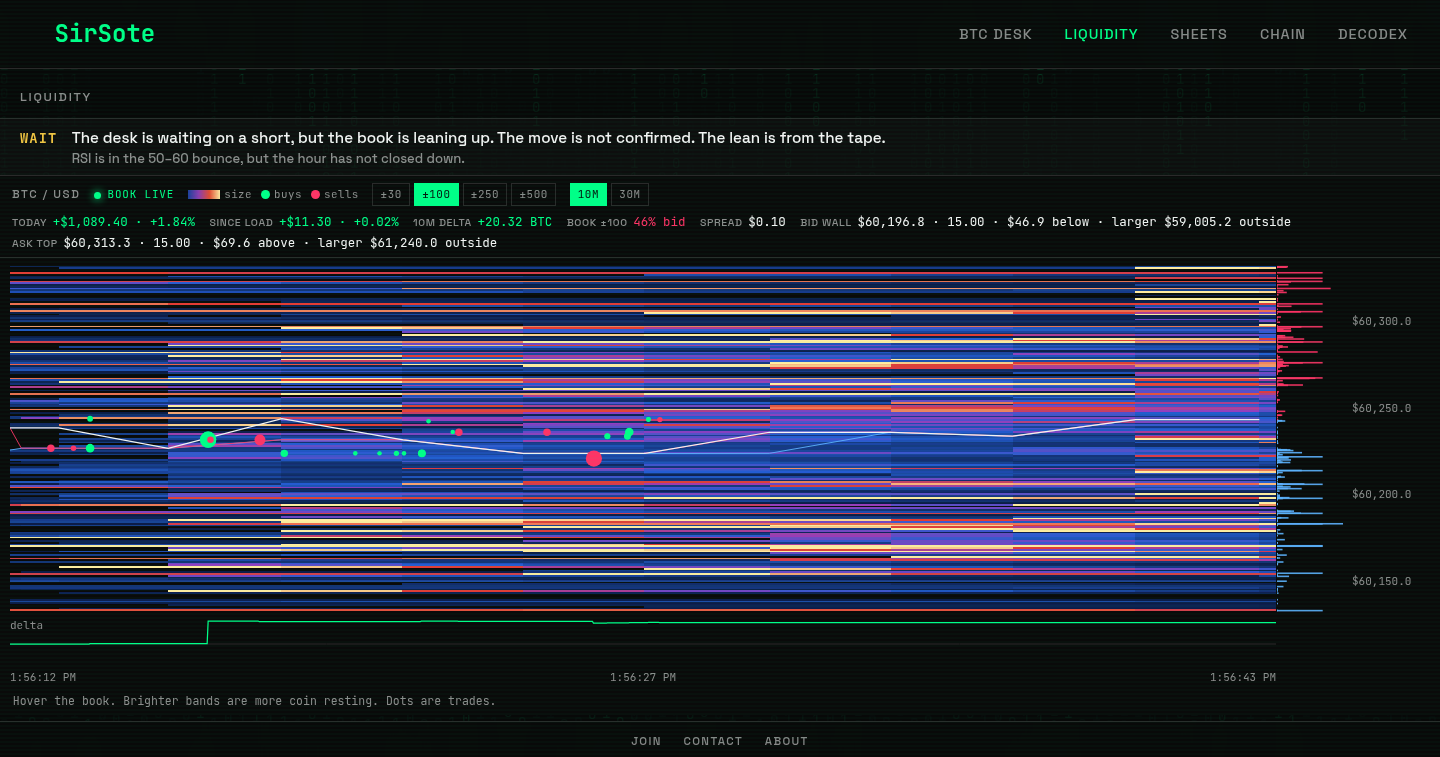 SirSote
BTC DESK LIQUIDITY SHEETS CHAIN DECODEX
LIQUIDITY
WAIT The desk is waiting on a short, but the book is leaning up. The move is not confirmed. The lean is from the tape.
RSI is in the 50–60 bounce, but the hour has not closed down.
BTC / USD BOOK LIVE size buys sells ±30 ±100 ±250 ±500 10M 30M
TODAY +$1,089.40 · +1.84% SINCE LOAD +$11.30 · +0.02% 10M DELTA +20.32 BTC BOOK ±100 46% bid SPREAD $0.10 BID WALL $60,196.8 · 15.00 · $46.9 below · larger $59,005.2 outside
ASK TOP $60,313.3 · 15.00 · $69.6 above · larger $61,240.0 outside
$60,300.0
$60,250.0
$60,200.0
$60,150.0
delta
1:56:12 PM 1:56:27 PM 1:56:43 PM
Hover the book. Brighter bands are more coin resting. Dots are trades.
JOIN CONTACT ABOUT